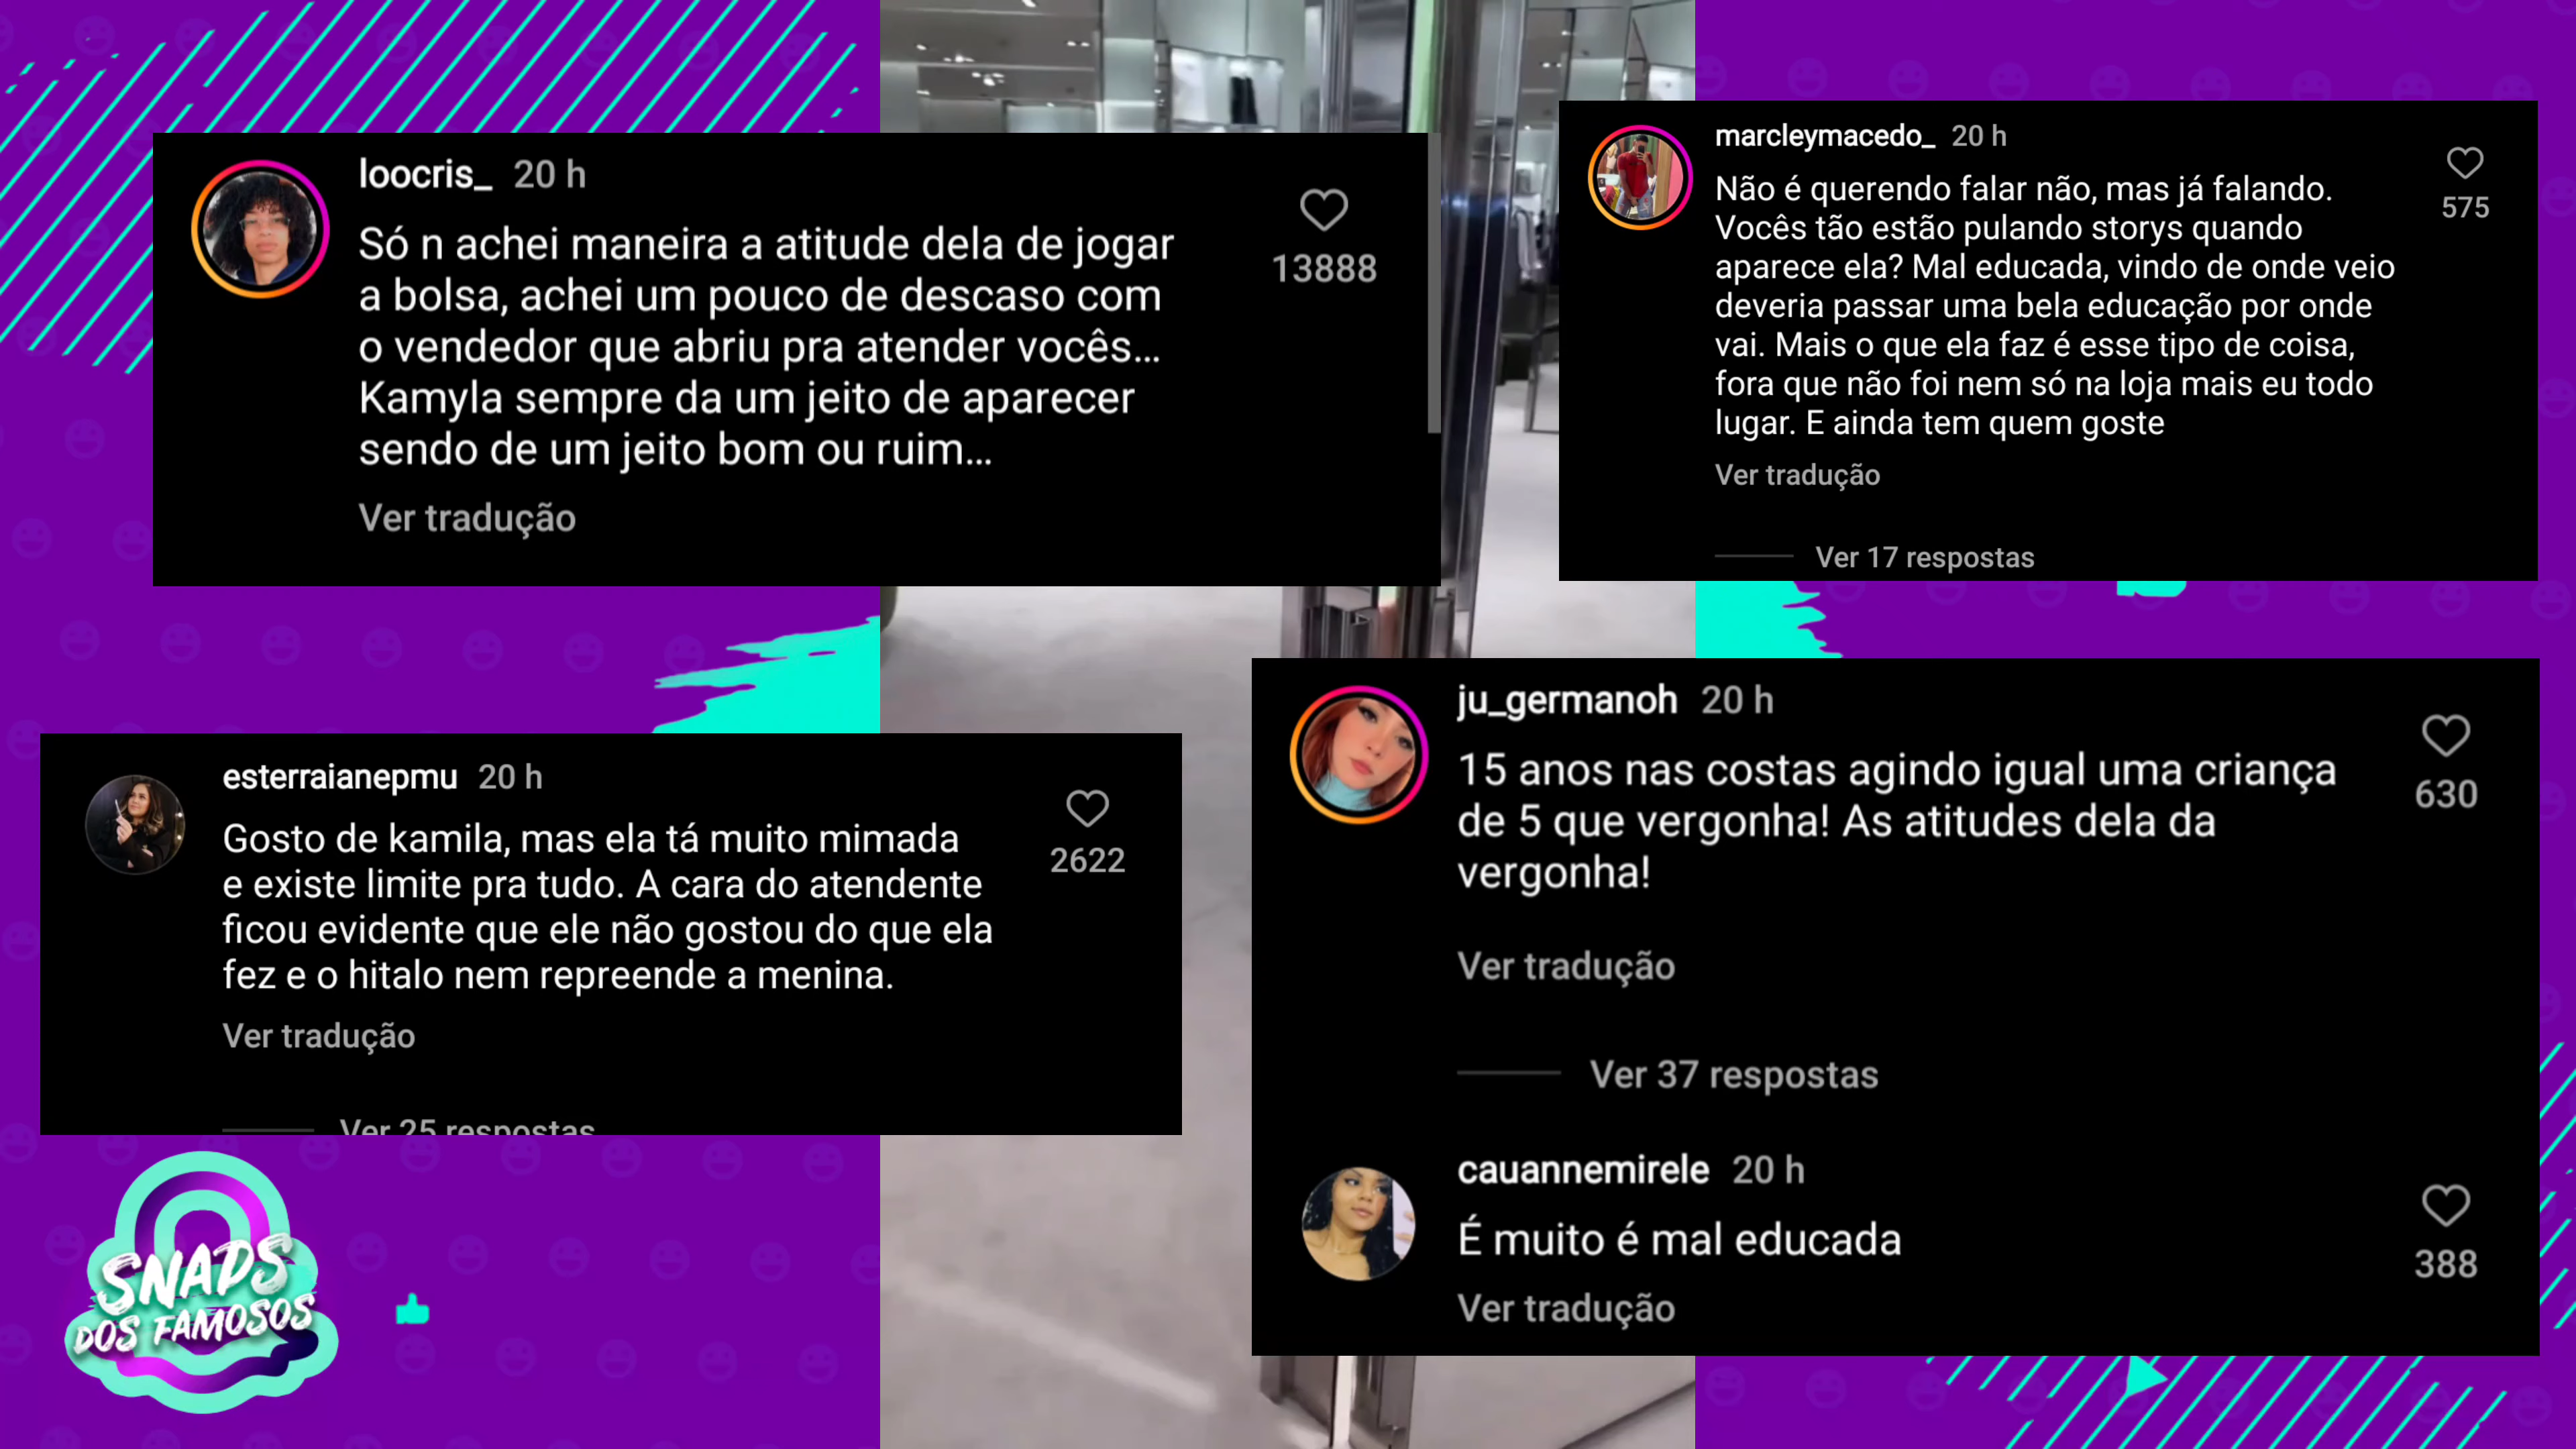 loocris_ 20 h
Só n achei maneira a atitude dela de jogar
a bolsa, achei um pouco de descaso com
o vendedor que abriu pra atender vocês...
Kamyla sempre da um jeito de aparecer
sendo de um jeito bom ou ruim...
13888
Ver tradução
marcleymacedo_ 20 h
Não é querendo falar não, mas já falando.
Vocês tão estão pulando storys quando
aparece ela? Mal educada, vindo de onde veio
deveria passar uma bela educação por onde
vai. Mais o que ela faz é esse tipo de coisa,
fora que não foi nem só na loja mais eu todo
lugar. E ainda tem quem goste
575
Ver tradução
Ver 17 respostas
esterraianepmu 20 h
Gosto de kamila, mas ela tá muito mimada
e existe limite pra tudo. A cara do atendente
ficou evidente que ele não gostou do que ela
fez e o hitalo nem repreende a menina.
2622
Ver tradução
Ver 25 respostas
ju_germanoh 20 h
15 anos nas costas agindo igual uma criança
de 5 que vergonha! As atitudes dela da
vergonha!
630
Ver tradução
Ver 37 respostas
cauannemirele 20 h
É muito é mal educada
388
Ver tradução
SNAPS
DOS FAMOSOS